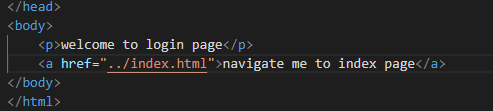 </head>
<body>
<p>welcome to login page</p>
<a href="../index.html">navigate me to index page</a>
</body>
</html>